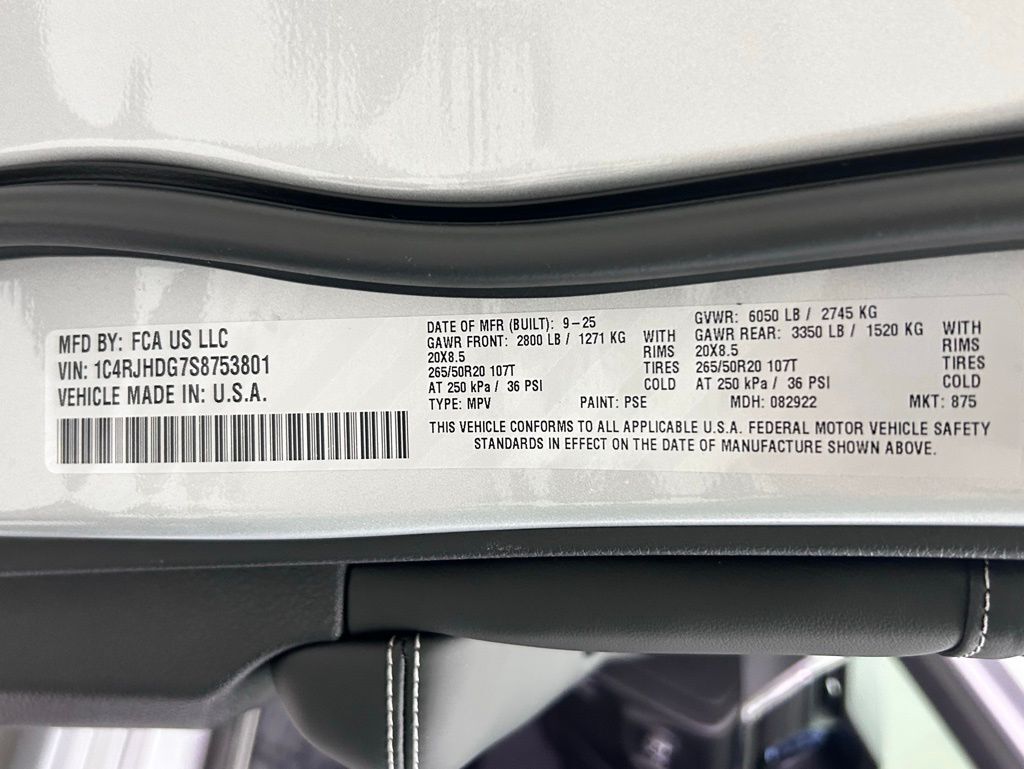 MFD BY: FCA US LLC
VIN: 1C4RJHDG7S8753801
VEHICLE MADE IN: U.S.A.
DATE OF MFR (BUILT): 9-25
GAWR FRONT: 2800 LB / 1271 KG WITH
20X8.5 RIMS
265/50R20 107T TIRES
AT 250 kPa / 36 PSI COLD
GVWR: 6050 LB / 2745 KG
GAWR REAR: 3350 LB / 1520 KG WITH
20X8.5 RIMS
265/50R20 107T TIRES
AT 250 kPa / 36 PSI COLD
TYPE: MPV PAINT: PSE MDH: 082922 MKT: 875
THIS VEHICLE CONFORMS TO ALL APPLICABLE U.S.A. FEDERAL MOTOR VEHICLE SAFETY
STANDARDS IN EFFECT ON THE DATE OF MANUFACTURE SHOWN ABOVE.